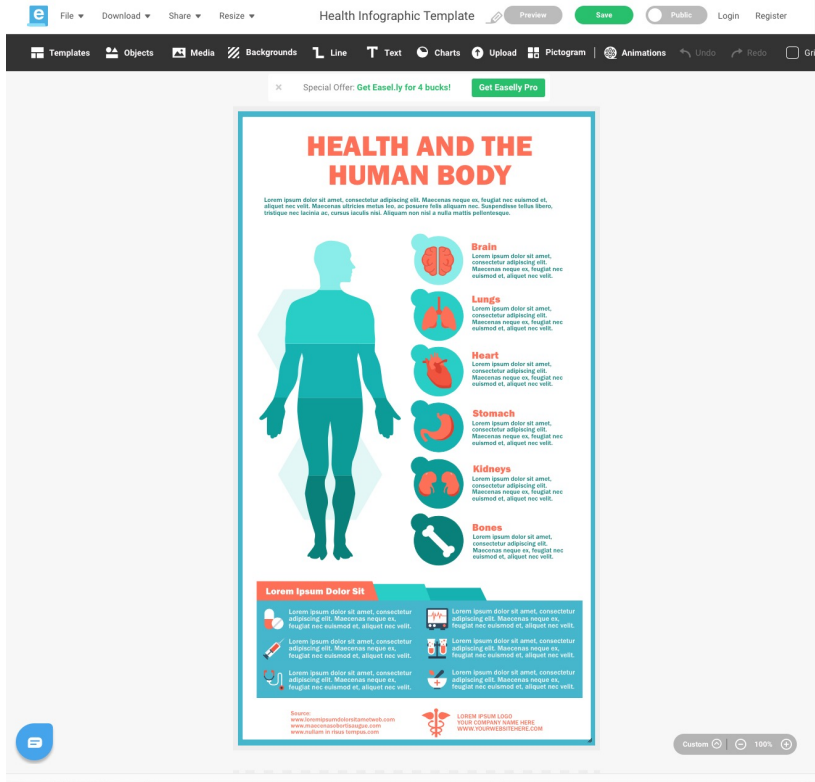 e File Download Share Resize Health Infographic Template Preview Save Public Login Register
Templates Objects Media Backgrounds Line Text Charts Upload Pictogram | Animations Undo Redo Gri
× Special Offer: Get Easel.ly for 4 bucks! Get Easelly Pro
HEALTH AND THE
HUMAN BODY
Lorem ipsum dolor sit amet, consectetur adipiscing elit. Maecenas neque ex, feugiat nec euismod et,
aliquet nec velit. Maecenas ultricies metus leo, ac posuere felis aliquam nec. Suspendisse tellus libero,
tristique nec lacinia ac, cursus iaculis nisi. Aliquam non nisl a nulla mattis pellentesque.
Brain
Lorem ipsum dolor sit amet,
consectetur adipiscing elit.
Maecenas neque ex, feugiat nec
euismod et, aliquet nec velit.
Lungs
Lorem ipsum dolor sit amet,
consectetur adipiscing elit.
Maecenas neque ex, feugiat nec
euismod et, aliquet nec velit.
Heart
Lorem ipsum dolor sit amet,
consectetur adipiscing elit.
Maecenas neque ex, feugiat nec
euismod et, aliquet nec velit.
Stomach
Lorem ipsum dolor sit amet,
consectetur adipiscing elit.
Maecenas neque ex, feugiat nec
euismod et, aliquet nec velit.
Kidneys
Lorem ipsum dolor sit amet,
consectetur adipiscing elit.
Maecenas neque ex, feugiat nec
euismod et, aliquet nec velit.
Bones
Lorem ipsum dolor sit amet,
consectetur adipiscing elit.
Maecenas neque ex, feugiat nec
euismod et, aliquet nec velit.
Lorem Ipsum Dolor Sit
Lorem ipsum dolor sit amet, consectetur
adipiscing elit. Maecenas neque ex,
feugiat nec euismod et, aliquet nec velit.
Lorem ipsum dolor sit amet, consectetur
adipiscing elit. Maecenas neque ex,
feugiat nec euismod et, aliquet nec velit.
Lorem ipsum dolor sit amet, consectetur
adipiscing elit. Maecenas neque ex,
feugiat nec euismod et, aliquet nec velit.
Lorem ipsum dolor sit amet, consectetur
adipiscing elit. Maecenas neque ex,
feugiat nec euismod et, aliquet nec velit.
Lorem ipsum dolor sit amet, consectetur
adipiscing elit. Maecenas neque ex,
feugiat nec euismod et, aliquet nec velit.
Lorem ipsum dolor sit amet, consectetur
adipiscing elit. Maecenas neque ex,
feugiat nec euismod et, aliquet nec velit.
Source:
www.loremipsumdolorsitametweb.com
www.maecenasobortisaugue.com
www.nullam in risus tempus.com
LOREM IPSUM LOGO
YOUR COMPANY NAME HERE
WWW.YOURWEBSITEHERE.COM
Custom 100%